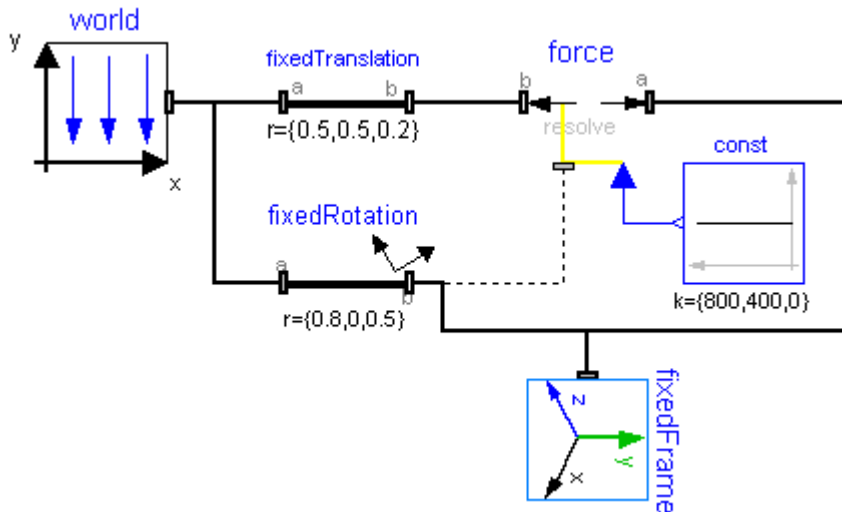 world
y
x
fixedTranslation
a b
r={0.5,0.5,0.2}
force
b a
resolve
const
k={800,400,0}
fixedRotation
a
b
r={0.8,0,0.5}
z
y
x
fixedFrame